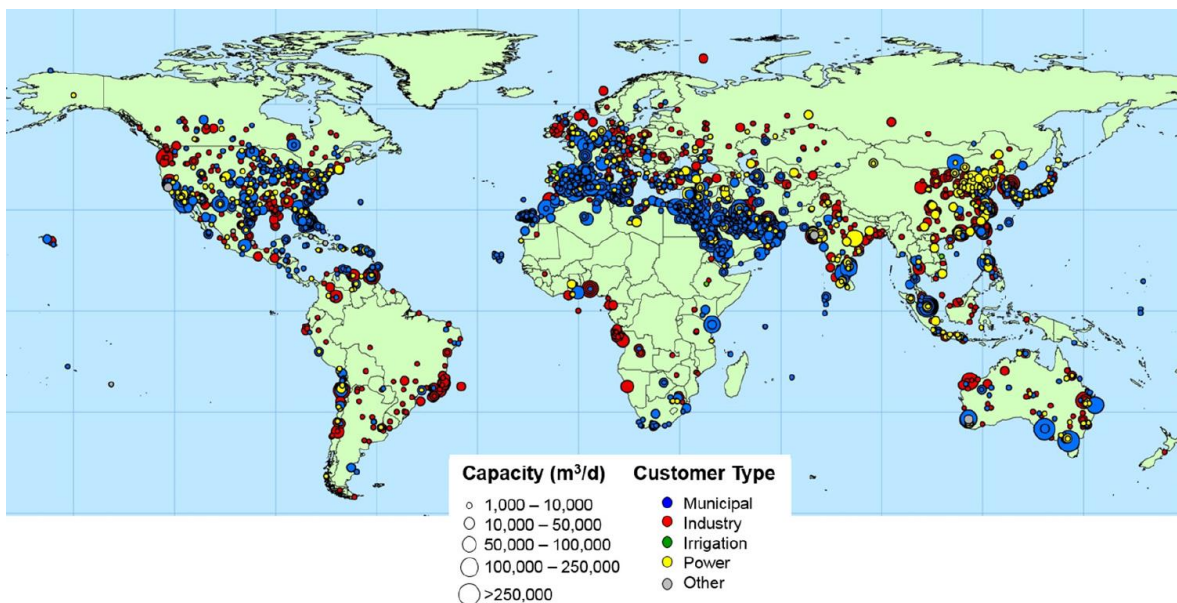 Capacity (m³/d)
1,000 – 10,000
10,000 – 50,000
50,000 – 100,000
100,000 – 250,000
>250,000
Customer Type
Municipal
Industry
Irrigation
Power
Other